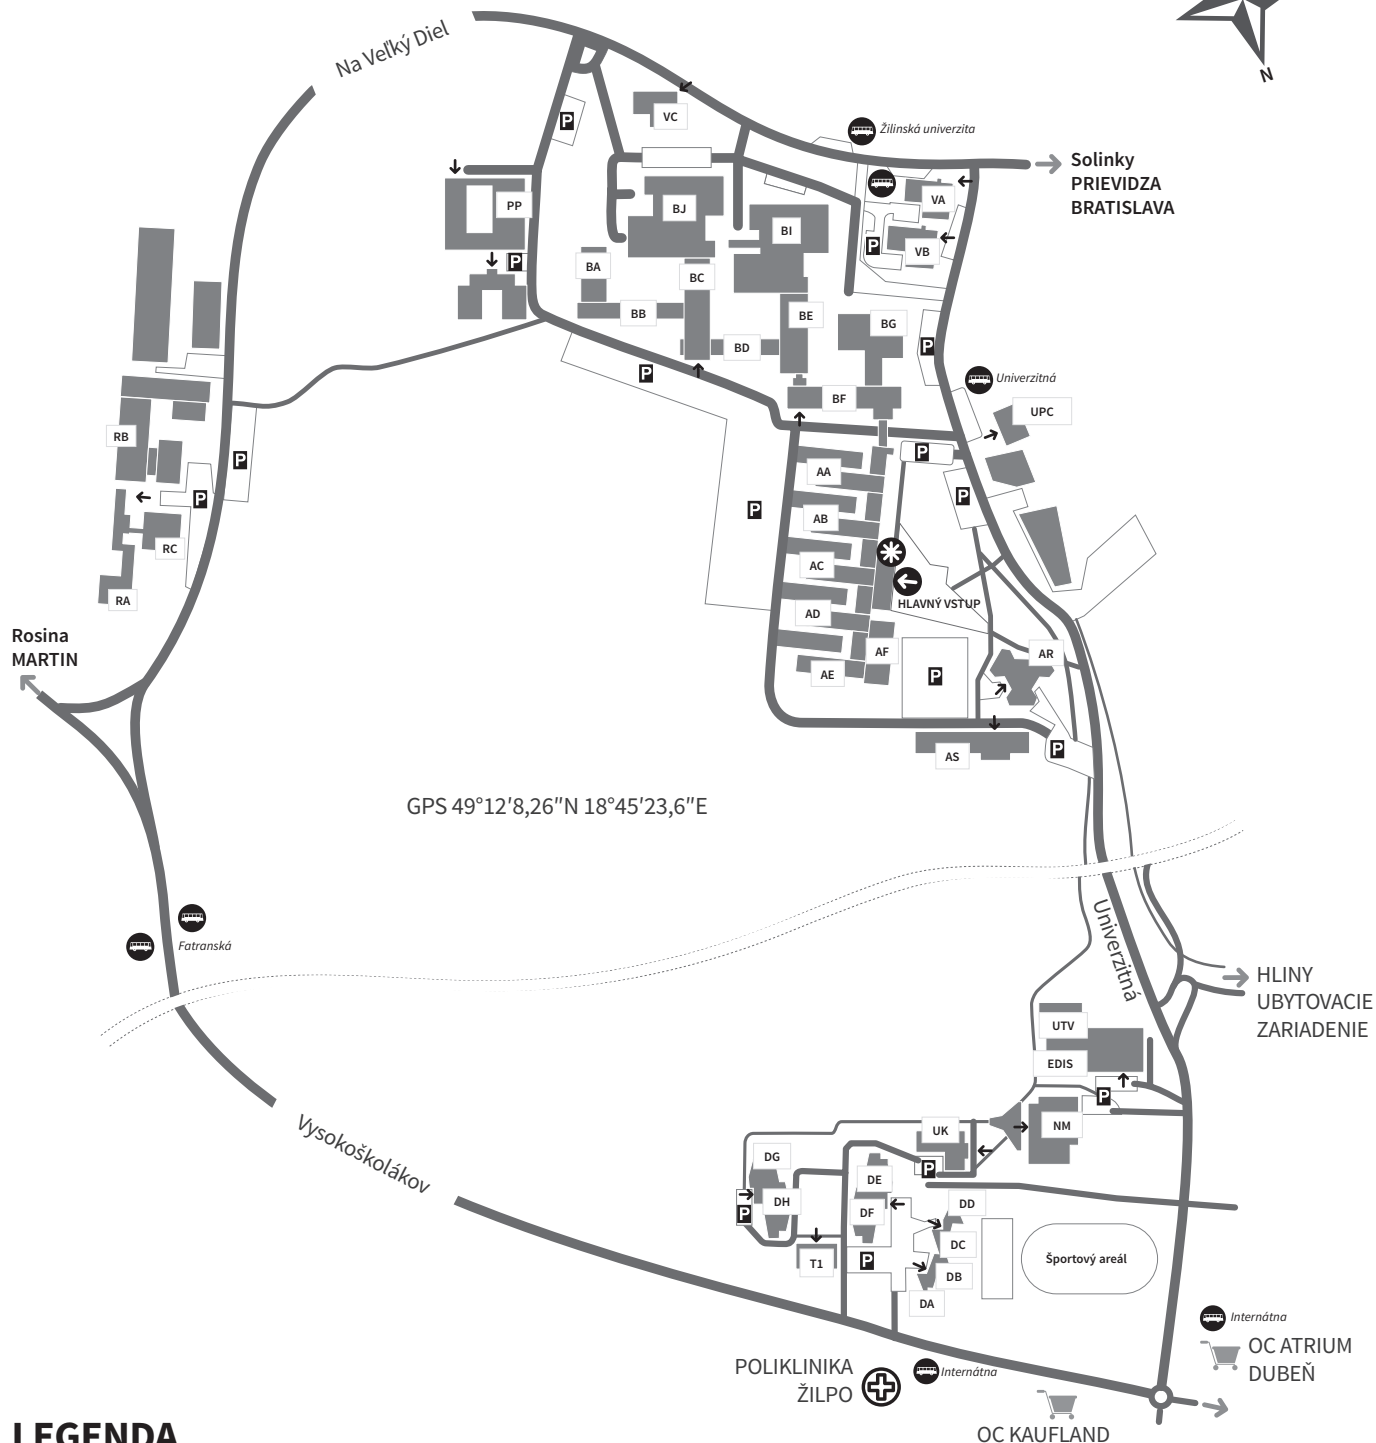 Na Veľký Diel
N
VC
P
Žilinská univerzita
Solinky
PRIEVIDZA
BRATISLAVA
PP
BJ
VA
BI
P
VB
P
BA
BC
BB
BE
BG
BD
P
P
Univerzitná
BF
UPC
RB
P
P
AA
P
P
P
AB
RC
AC
HLAVNÝ VSTUP
RA
AD
Rosina
MARTIN
AF
AR
AE
P
AS
P
GPS 49°12′8,26″N 18°45′23,6″E
Univerzitná
Fatranská
HLINY
UBYTOVACIE
ZARIADENIE
UTV
EDIS
P
NM
Vysokoškolákov
UK
DG
P
DE
DH
DD
P
DF
DC
T1
P
Športový areál
DB
DA
Internátna
OC ATRIUM
DUBEŇ
POLIKLINIKA
ŽILPO
Internátna
OC KAUFLAND
LEGENDA